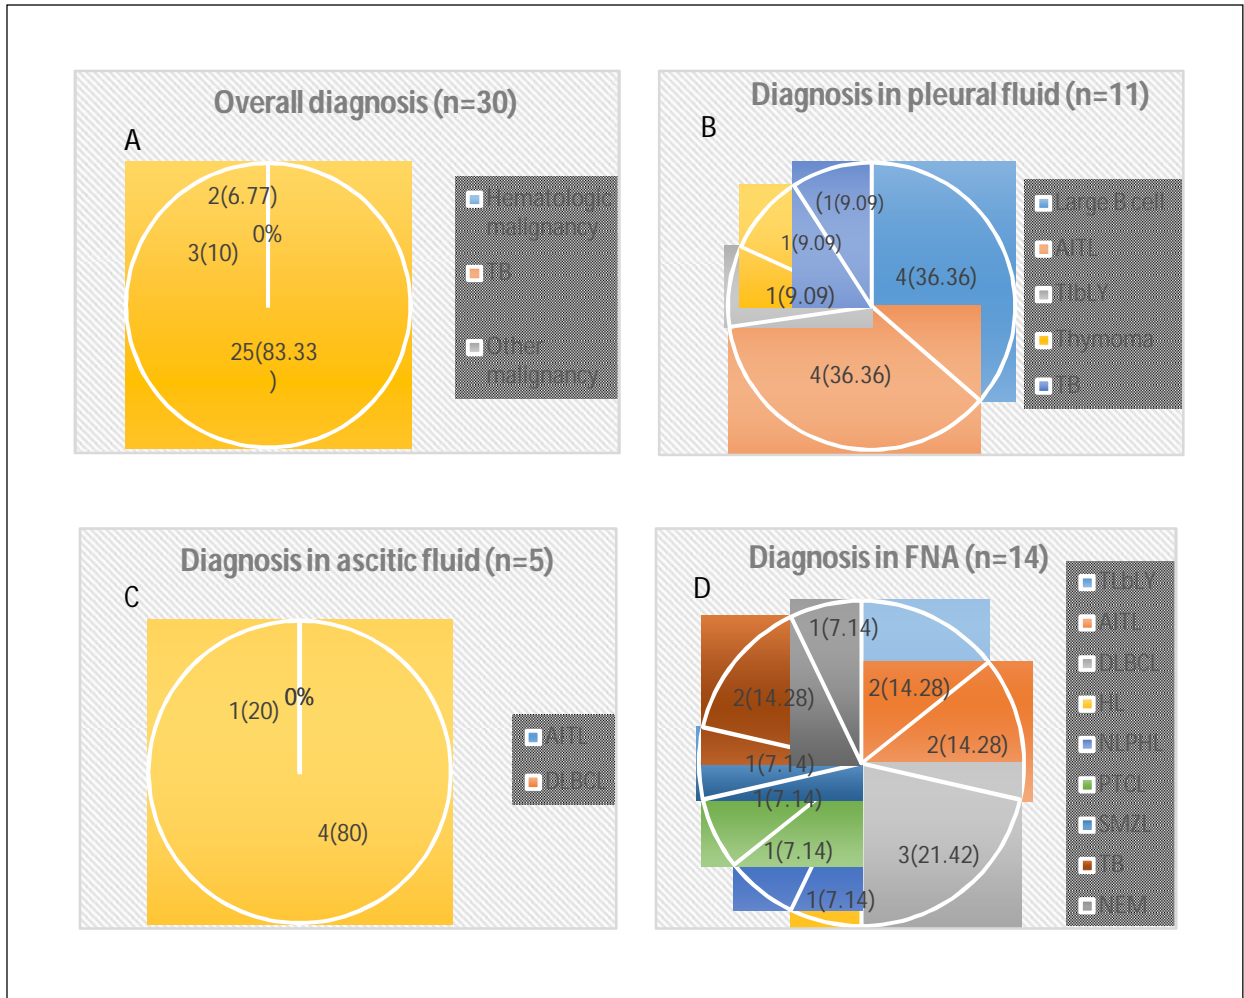 Overall diagnosis (n=30)
A
2(6.77)
0%
3(10)
25(83.33
)
Hematologic
malignancy
TB
Other
malignancy
Diagnosis in pleural fluid (n=11)
B
(1(9.09)
1(9.09)
1(9.09)
4(36.36)
4(36.36)
Large B cell
AITL
TlbLY
Thymoma
TB
Diagnosis in ascitic fluid (n=5)
C
1(20)
0%
4(80)
AITL
DLBCL
Diagnosis in FNA (n=14)
D
1(7.14)
2(14.28)
2(14.28)
2(14.28)
1(7.14)
1(7.14)
1(7.14)
3(21.42)
1(7.14)
TLbLY
AITL
DLBCL
HL
NLPHL
PTCL
SMZL
TB
NEM